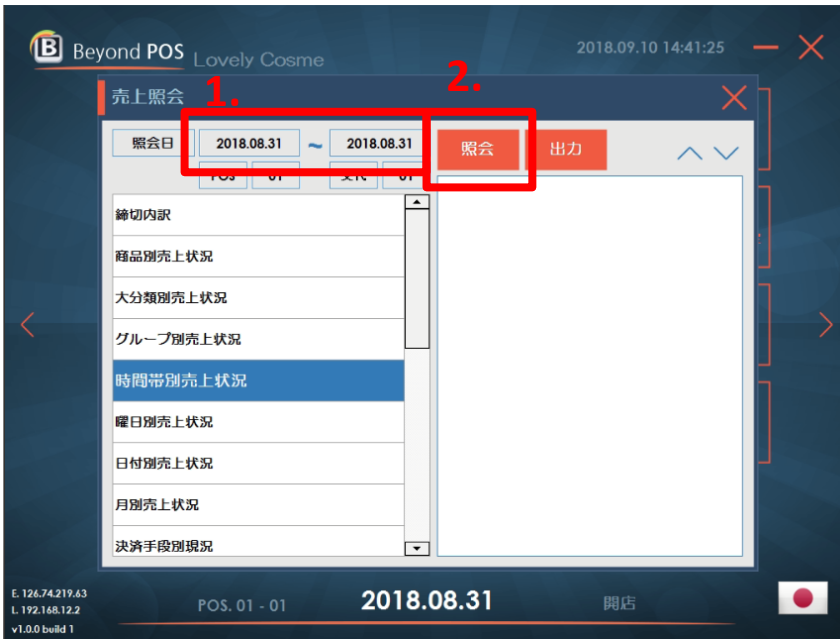 B Beyond POS Lovely Cosme 2018.09.10 14:41:25
売上照会 1. 2.
照会日 2018.08.31 ~ 2018.08.31 照会 出力
POS 01 交代 01
締切内訳
商品別売上状況
大分類別売上状況
グループ別売上状況
時間帯別売上状況
曜日別売上状況
日付別売上状況
月別売上状況
決済手段別現況
E. 126.74.219.63
L. 192.168.12.2
v1.0.0 build 1
POS. 01 - 01 2018.08.31 開店